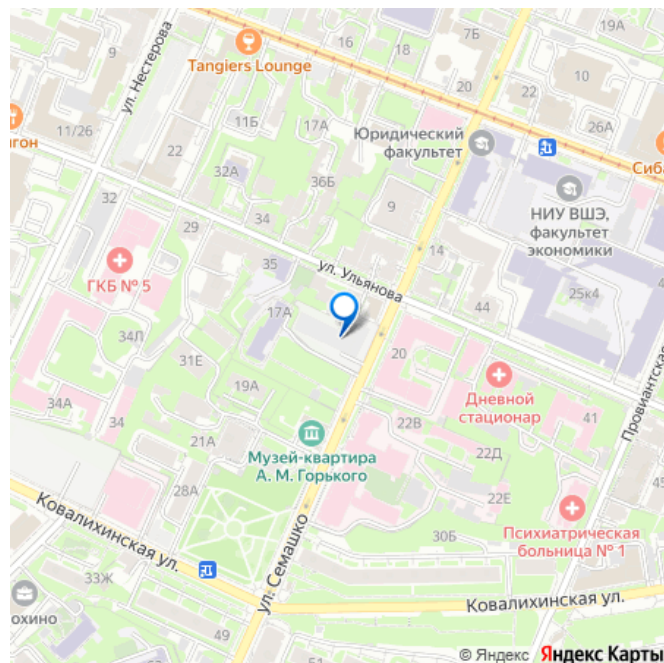 19А
7Б
16
18
9
ул. Нестерова
Tangiers Lounge
22
10
20
11Б
17А
Юридический
факультет
26А
гон
11/26
22
Сиба
32А
36Б
32
9
НИУ ВШЭ,
факультет
экономики
34
29
14
ул. Ульянова
ГКБ № 5
35
25к4
44
17А
34Л
20
31Е
Провиантская
Дневной
стационар
19А
34А
34
22В
41
Музей-квартира
А. М. Горького
21А
22Д
28А
22Е
45
Ковалихинская ул.
30Б
Психиатрическая
больница № 1
ул. Семашко
33Ж
охино
Ковалихинская ул.
49
54
© Яндекс Яндекс Карты